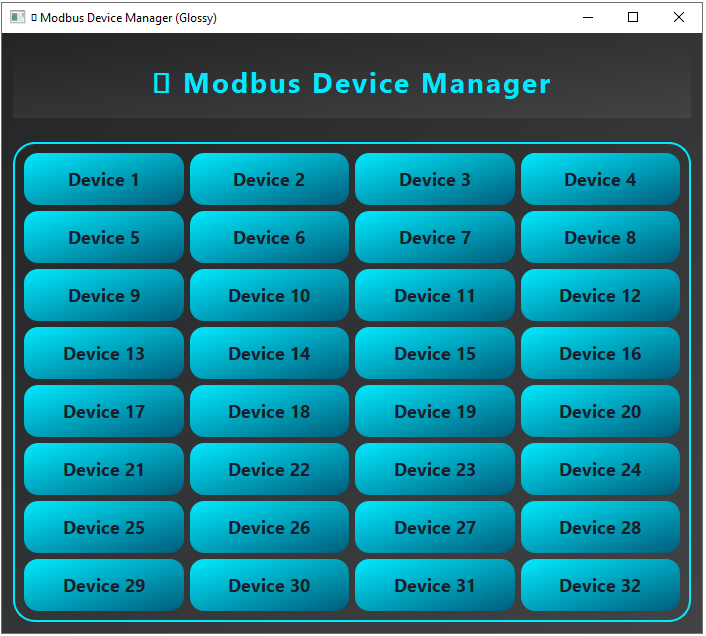 Modbus Device Manager (Glossy)
Modbus Device Manager
Device 1 Device 2 Device 3 Device 4
Device 5 Device 6 Device 7 Device 8
Device 9 Device 10 Device 11 Device 12
Device 13 Device 14 Device 15 Device 16
Device 17 Device 18 Device 19 Device 20
Device 21 Device 22 Device 23 Device 24
Device 25 Device 26 Device 27 Device 28
Device 29 Device 30 Device 31 Device 32